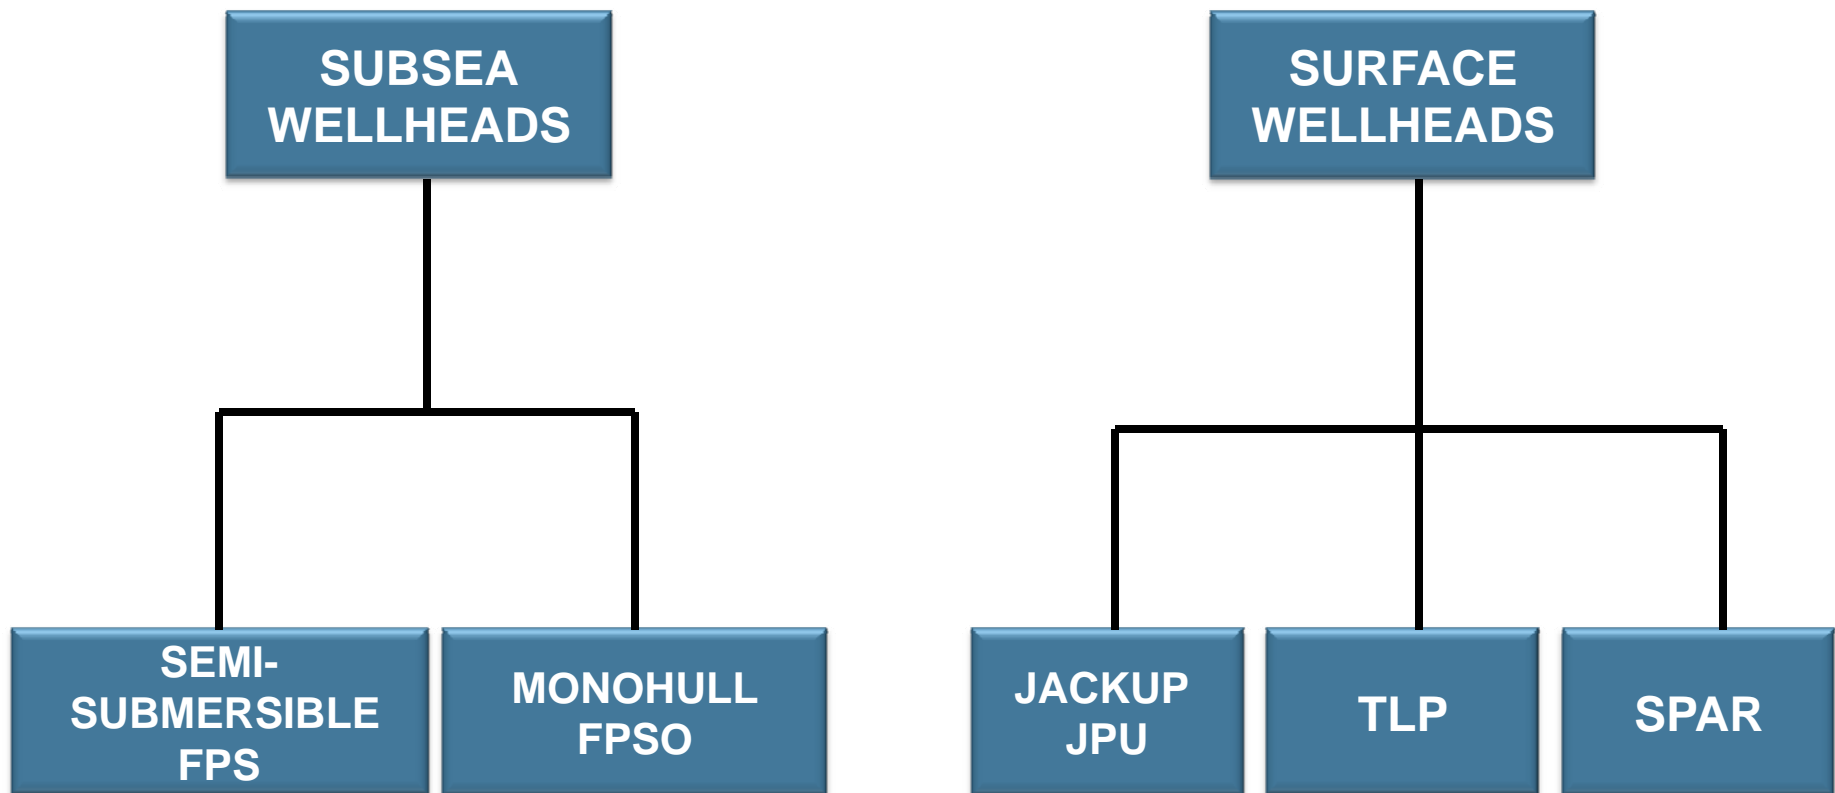 SUBSEA
WELLHEADS
SURFACE
WELLHEADS
SEMI-
SUBMERSIBLE
FPS
MONOHULL
FPSO
JACKUP
JPU
TLP
SPAR